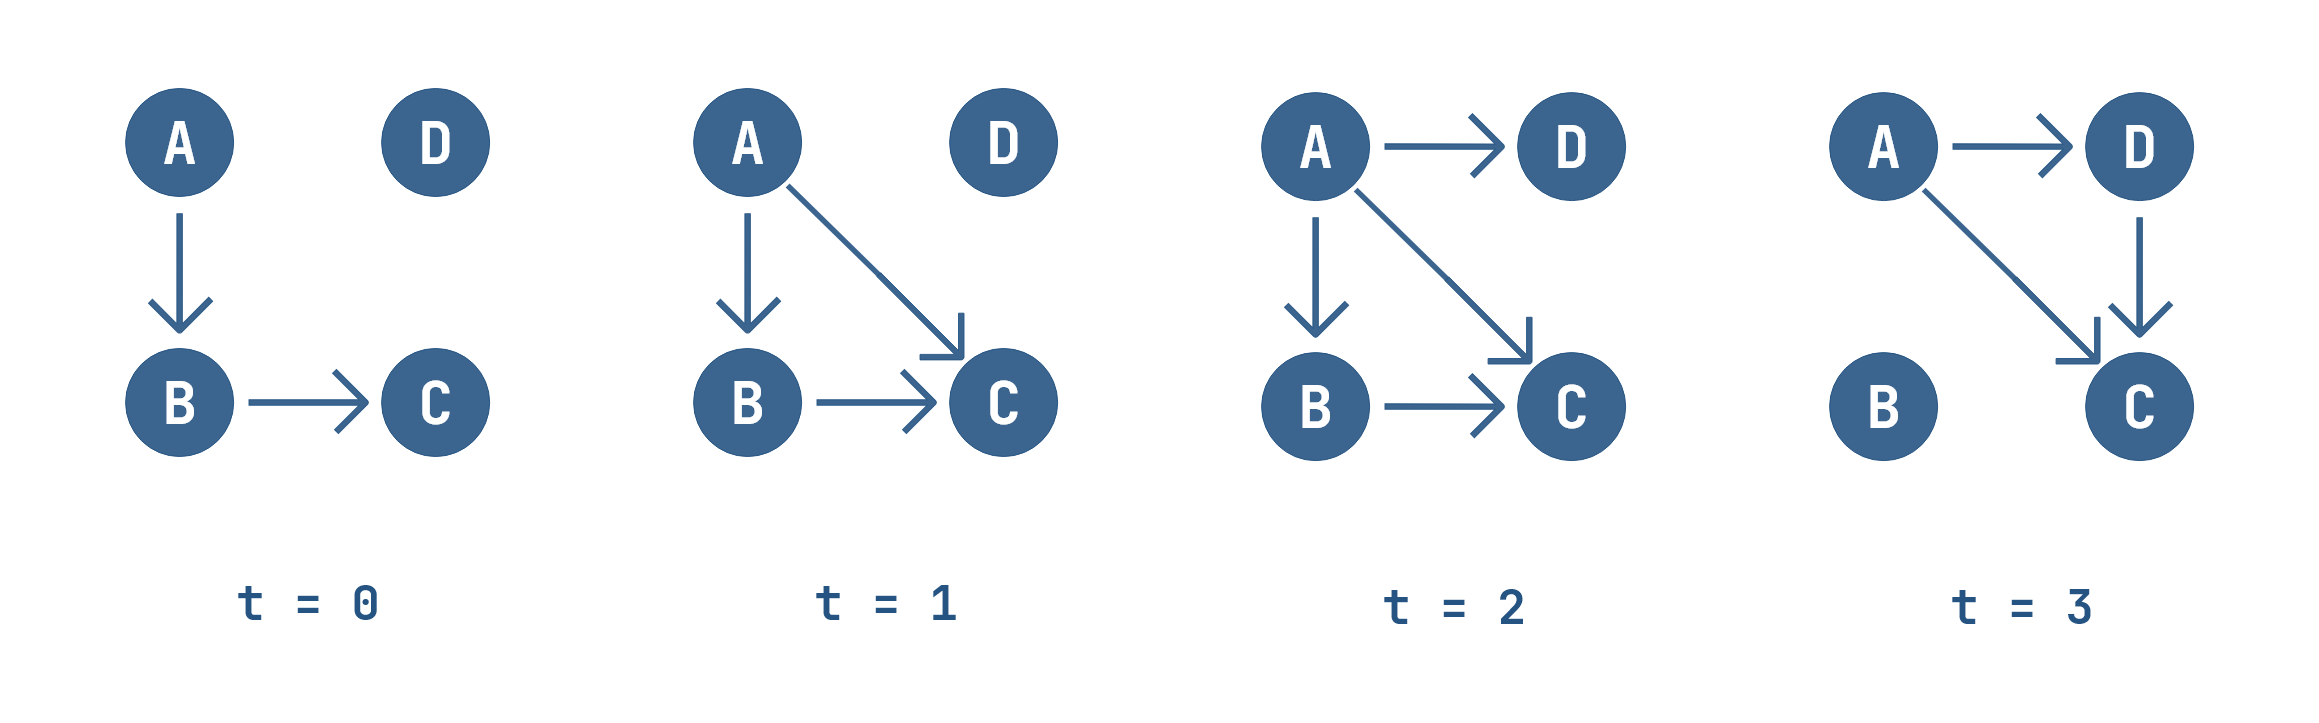 A D A D A D A D
B C B C B C B C
t = 0 t = 1 t = 2 t = 3